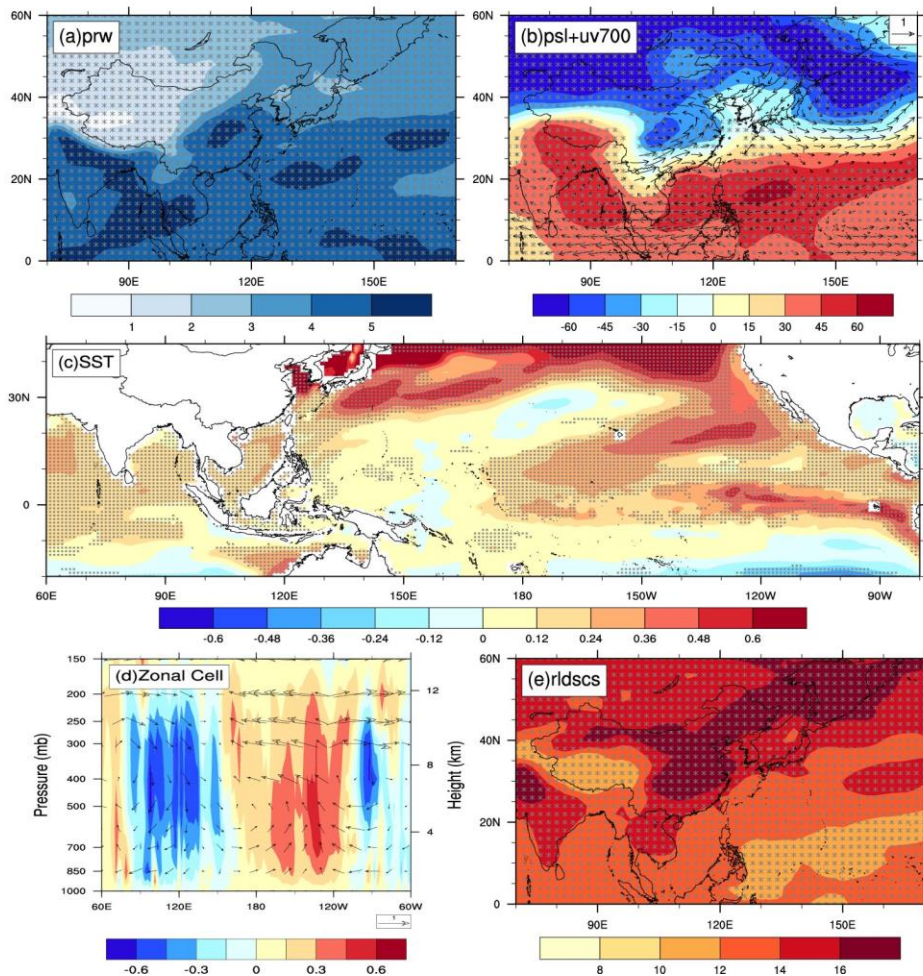 60N
40N
20N
0
(a)prw
90E 120E 150E
1 2 3 4 5
60N
40N
20N
0
(b)psl+uv700
1
90E 120E 150E
-60 -45 -30 -15 0 15 30 45 60
(c)SST
30N
0
60E 90E 120E 150E 180W 150W 120W 90W
-0.6 -0.48 -0.36 -0.24 -0.12 0 0.12 0.24 0.36 0.48 0.6
(d)Zonal Cell
Pressure (mb)
150
200
250
300
400
500
700
850
1000
Height (km)
12
8
4
60E 120E 180W 120W 60W
1
-0.6 -0.3 0 0.3 0.6
60N
40N
20N
0
(e)rldscs
90E 120E 150E
8 10 12 14 16